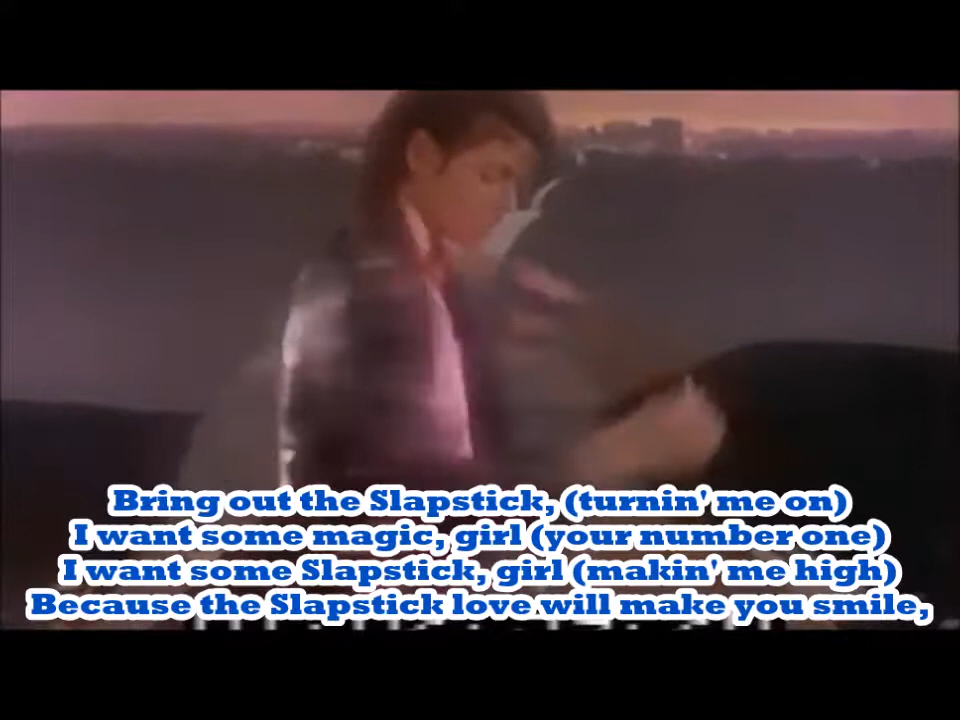 Bring out the Slapstick, (turnin' me on)
I want some magic, girl (your number one)
I want some Slapstick, girl (makin' me high)
Because the Slapstick love will make you smile,